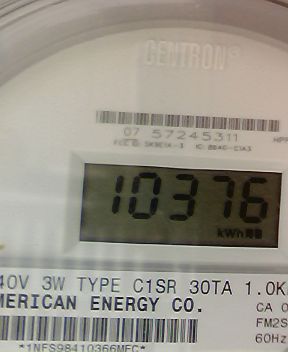 CENTRON®
07 57245311
10376
kWh
40V 3W TYPE C1SR 30TA 1.0K
MERICAN ENERGY CO.
CA 0
FM2S
60Hz
*1NFS98410366MFC*